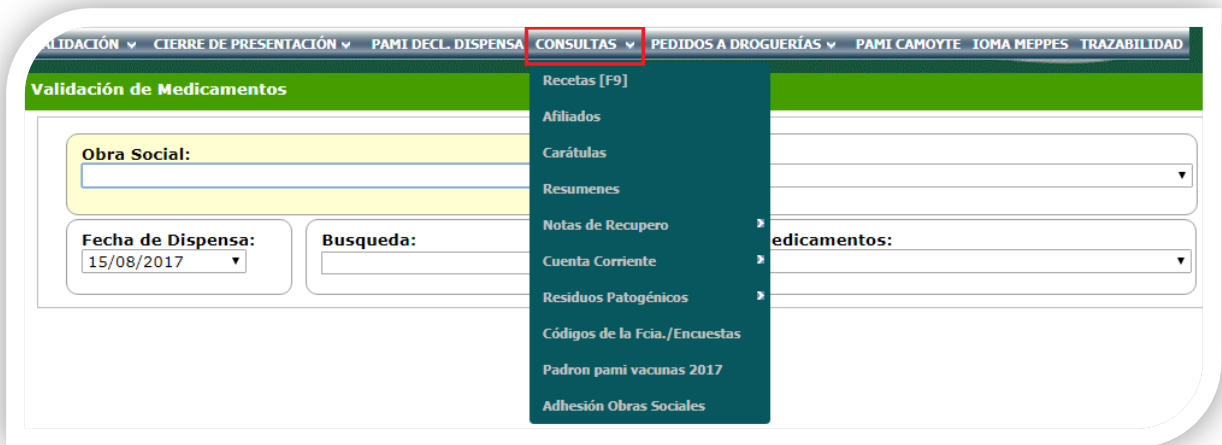 CIERRE DE PRESENTACIÓN PAMI DECL. DISPENSA CONSULTAS PEDIDOS A DROGUERÍAS PAMI CAMOYTE IOMA MEPPES TRAZABILIDAD
Validación de Medicamentos
Recetas [F9]
Afiliados
Carátulas
Resumenes
Notas de Recupero
Cuenta Corriente
Residuos Patogénicos
Códigos de la Fcia./Encuestas
Padron pami vacunas 2017
Adhesión Obras Sociales
Obra Social:
Fecha de Dispensa:
15/08/2017
Busqueda:
edicamentos: